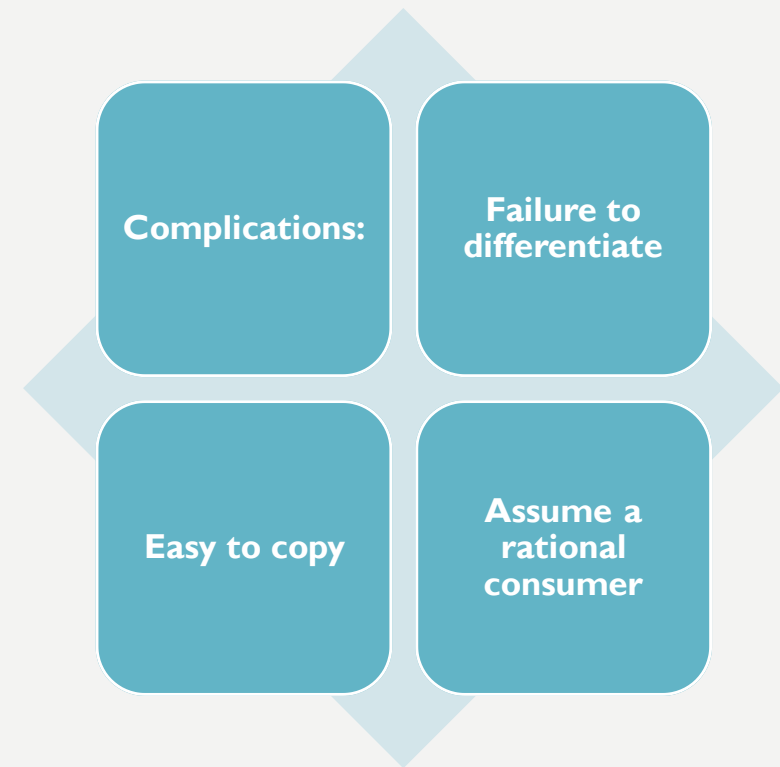 Complications:
Failure to
differentiate
Easy to copy
Assume a
rational
consumer